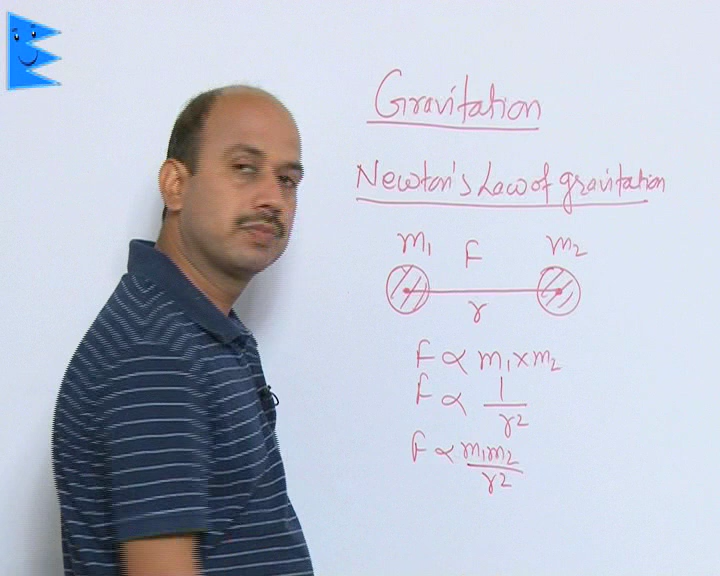 Gravitation
Newton's Law of gravitation
m₁ F m₂
r
F ∝ m₁ × m₂
F ∝ 1/r²
F ∝ m₁m₂/r²